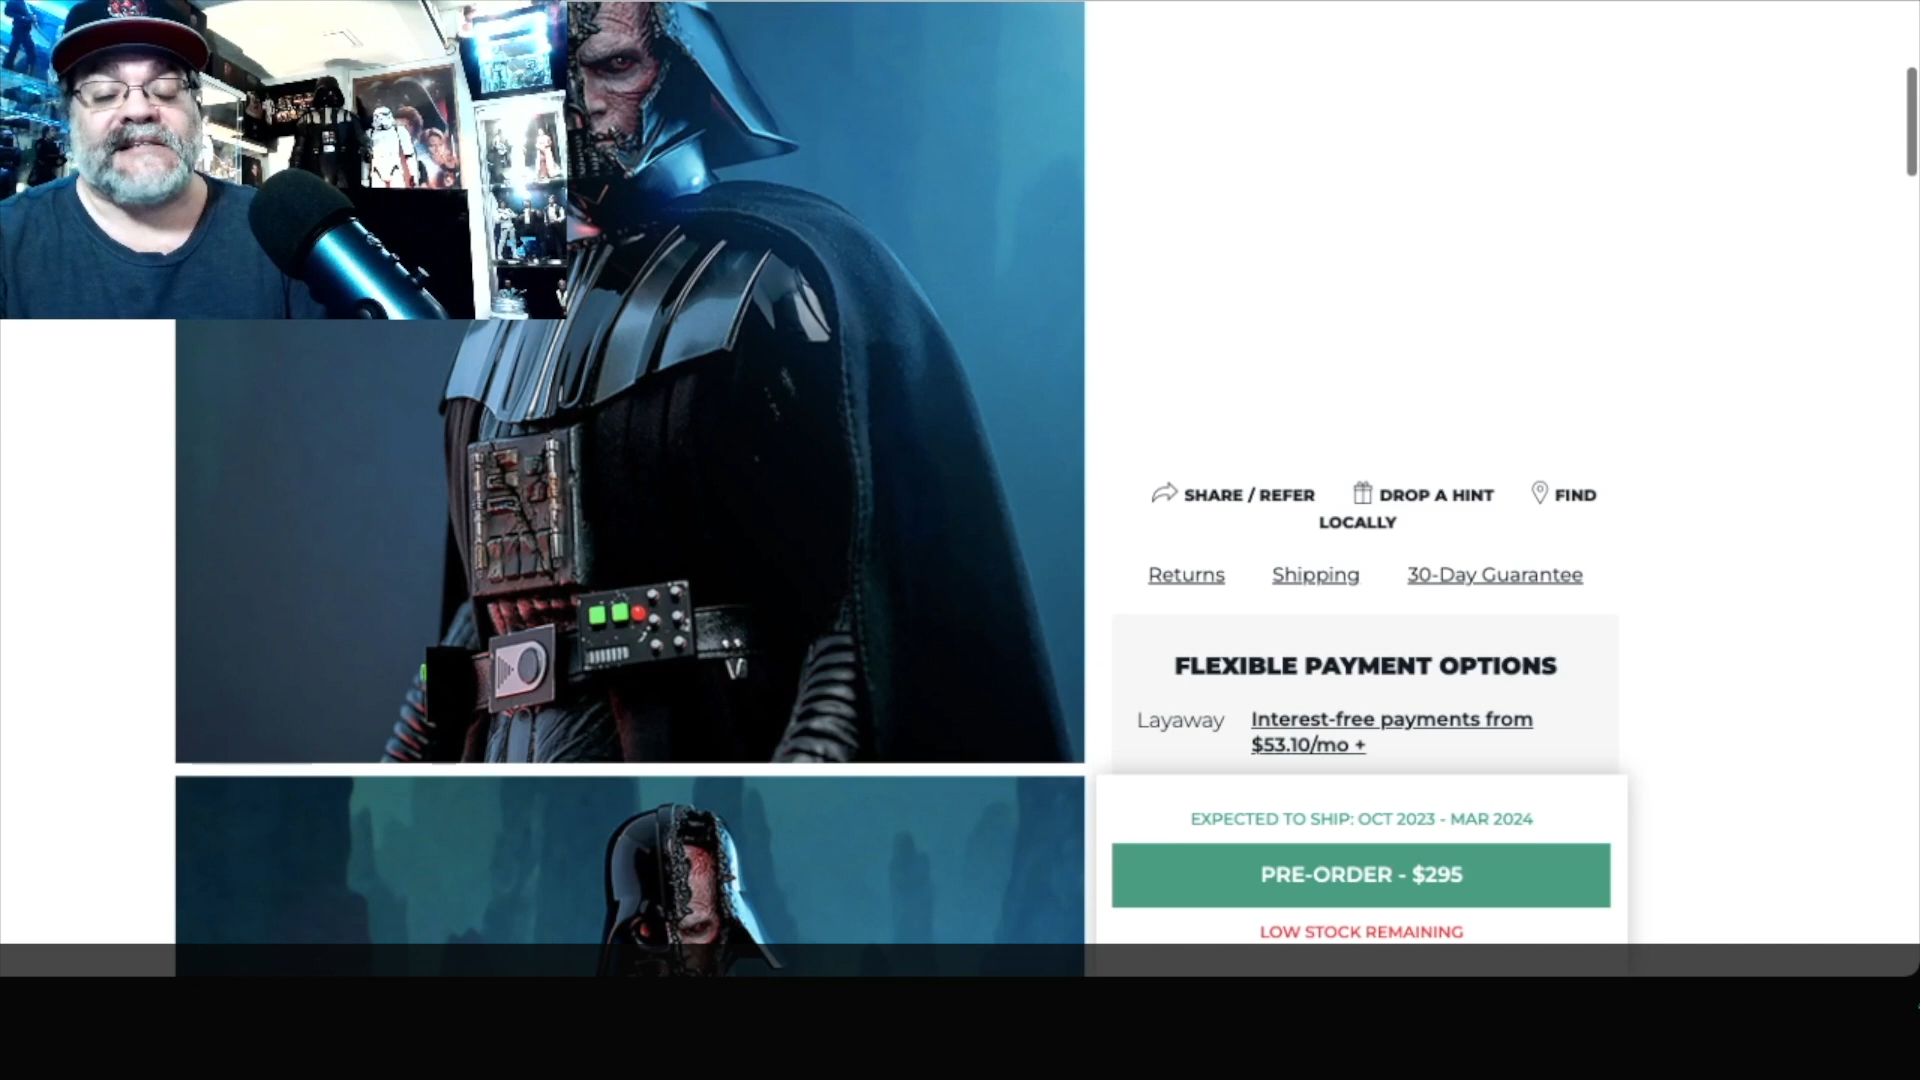 SHARE / REFER
DROP A HINT
FIND
LOCALLY
Returns
Shipping
30-Day Guarantee
FLEXIBLE PAYMENT OPTIONS
Layaway
Interest-free payments from
$53.10/mo +
EXPECTED TO SHIP: OCT 2023 - MAR 2024
PRE-ORDER - $295
LOW STOCK REMAINING